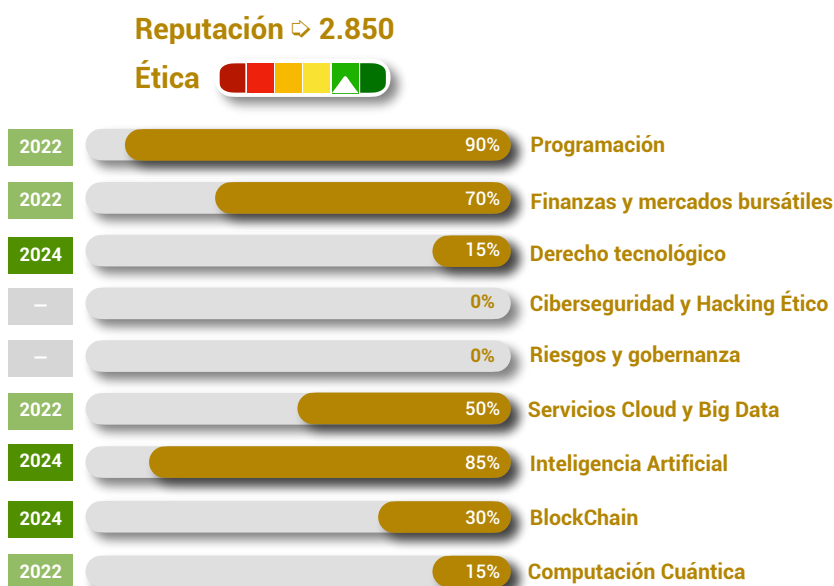 Reputación ➪ 2.850
Ética
2022 90% Programación
2022 70% Finanzas y mercados bursátiles
2024 15% Derecho tecnológico
– 0% Ciberseguridad y Hacking Ético
– 0% Riesgos y gobernanza
2022 50% Servicios Cloud y Big Data
2024 85% Inteligencia Artificial
2024 30% BlockChain
2022 15% Computación Cuántica